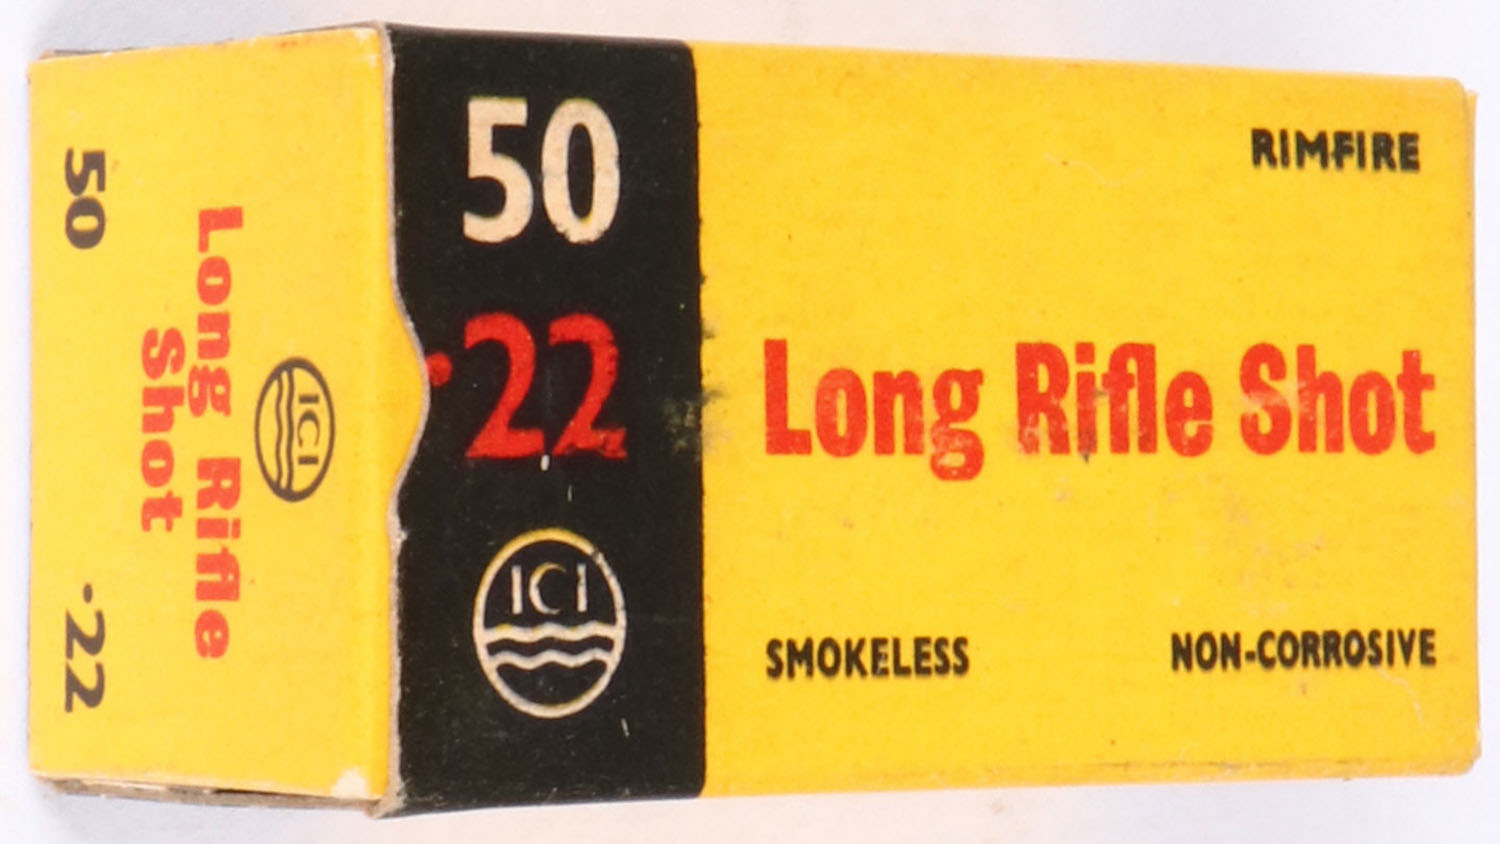 50
·22
ICI
RIMFIRE
Long Rifle Shot
SMOKELESS
NON-CORROSIVE
ICI
Long Rifle
Shot
50
·22